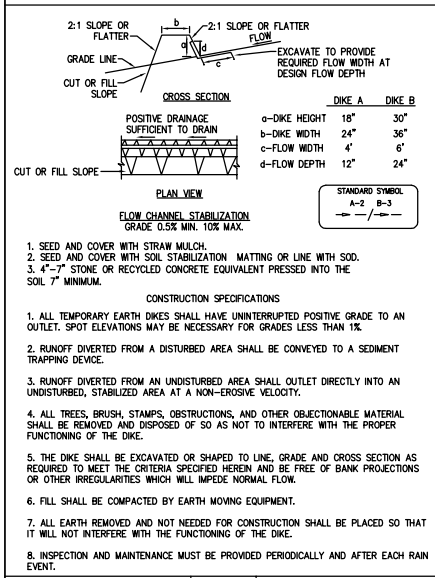 2:1 SLOPE OR
FLATTER
b
2:1 SLOPE OR FLATTER
FLOW
GRADE LINE
a
d
c
EXCAVATE TO PROVIDE
REQUIRED FLOW WIDTH AT
DESIGN FLOW DEPTH
CUT OR FILL
SLOPE
CROSS SECTION
DIKE A DIKE B
a-DIKE HEIGHT 18" 30"
b-DIKE WIDTH 24" 36"
c-FLOW WIDTH 4' 6'
d-FLOW DEPTH 12" 24"
POSITIVE DRAINAGE
SUFFICIENT TO DRAIN
CUT OR FILL SLOPE
PLAN VIEW
STANDARD SYMBOL
A-2 B-3
FLOW CHANNEL STABILIZATION
GRADE 0.5% MIN. 10% MAX.
1. SEED AND COVER WITH STRAW MULCH.
2. SEED AND COVER WITH SOIL STABILIZATION MATTING OR LINE WITH SOD.
3. 4"-7" STONE OR RECYCLED CONCRETE EQUIVALENT PRESSED INTO THE
SOIL 7" MINIMUM.
CONSTRUCTION SPECIFICATIONS
1. ALL TEMPORARY EARTH DIKES SHALL HAVE UNINTERRUPTED POSITIVE GRADE TO AN
OUTLET. SPOT ELEVATIONS MAY BE NECESSARY FOR GRADES LESS THAN 1%.
2. RUNOFF DIVERTED FROM A DISTURBED AREA SHALL BE CONVEYED TO A SEDIMENT
TRAPPING DEVICE.
3. RUNOFF DIVERTED FROM AN UNDISTURBED AREA SHALL OUTLET DIRECTLY INTO AN
UNDISTURBED, STABILIZED AREA AT A NON-EROSIVE VELOCITY.
4. ALL TREES, BRUSH, STAMPS, OBSTRUCTIONS, AND OTHER OBJECTIONABLE MATERIAL
SHALL BE REMOVED AND DISPOSED OF SO AS NOT TO INTERFERE WITH THE PROPER
FUNCTIONING OF THE DIKE.
5. THE DIKE SHALL BE EXCAVATED OR SHAPED TO LINE, GRADE AND CROSS SECTION AS
REQUIRED TO MEET THE CRITERIA SPECIFIED HEREIN AND BE FREE OF BANK PROJECTIONS
OR OTHER IRREGULARITIES WHICH WILL IMPEDE NORMAL FLOW.
6. FILL SHALL BE COMPACTED BY EARTH MOVING EQUIPMENT.
7. ALL EARTH REMOVED AND NOT NEEDED FOR CONSTRUCTION SHALL BE PLACED SO THAT
IT WILL NOT INTERFERE WITH THE FUNCTIONING OF THE DIKE.
8. INSPECTION AND MAINTENANCE MUST BE PROVIDED PERIODICALLY AND AFTER EACH RAIN
EVENT.